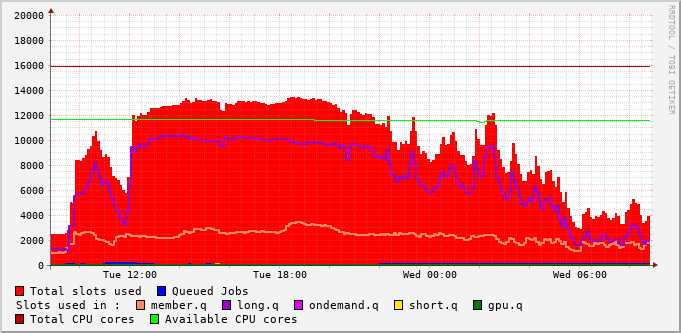 20000
18000
16000
14000
12000
10000
8000
6000
4000
2000
0
Tue 12:00 Tue 18:00 Wed 00:00 Wed 06:00
RRDTOOL / TOBI OETIKER
Total slots used Queued Jobs
Slots used in : member.q long.q ondemand.q short.q gpu.q
Total CPU cores Available CPU cores